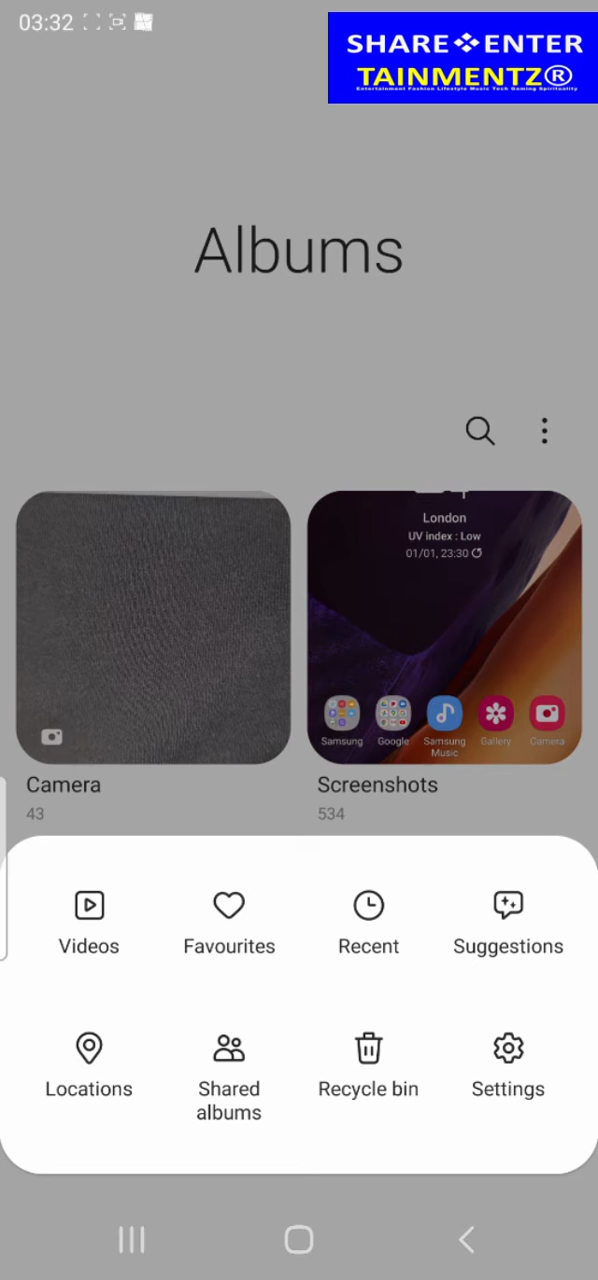 03:32
SHARE❖ENTER
TAINMENTZ®
Entertainment Fashion Lifestyle Music Tech Gaming Spirituality
Albums
London
UV index : Low
01/01, 23:30
Samsung
Google
Samsung
Music
Gallery
Camera
Camera
Screenshots
43
534
Videos
Favourites
Recent
Suggestions
Locations
Shared
albums
Recycle bin
Settings